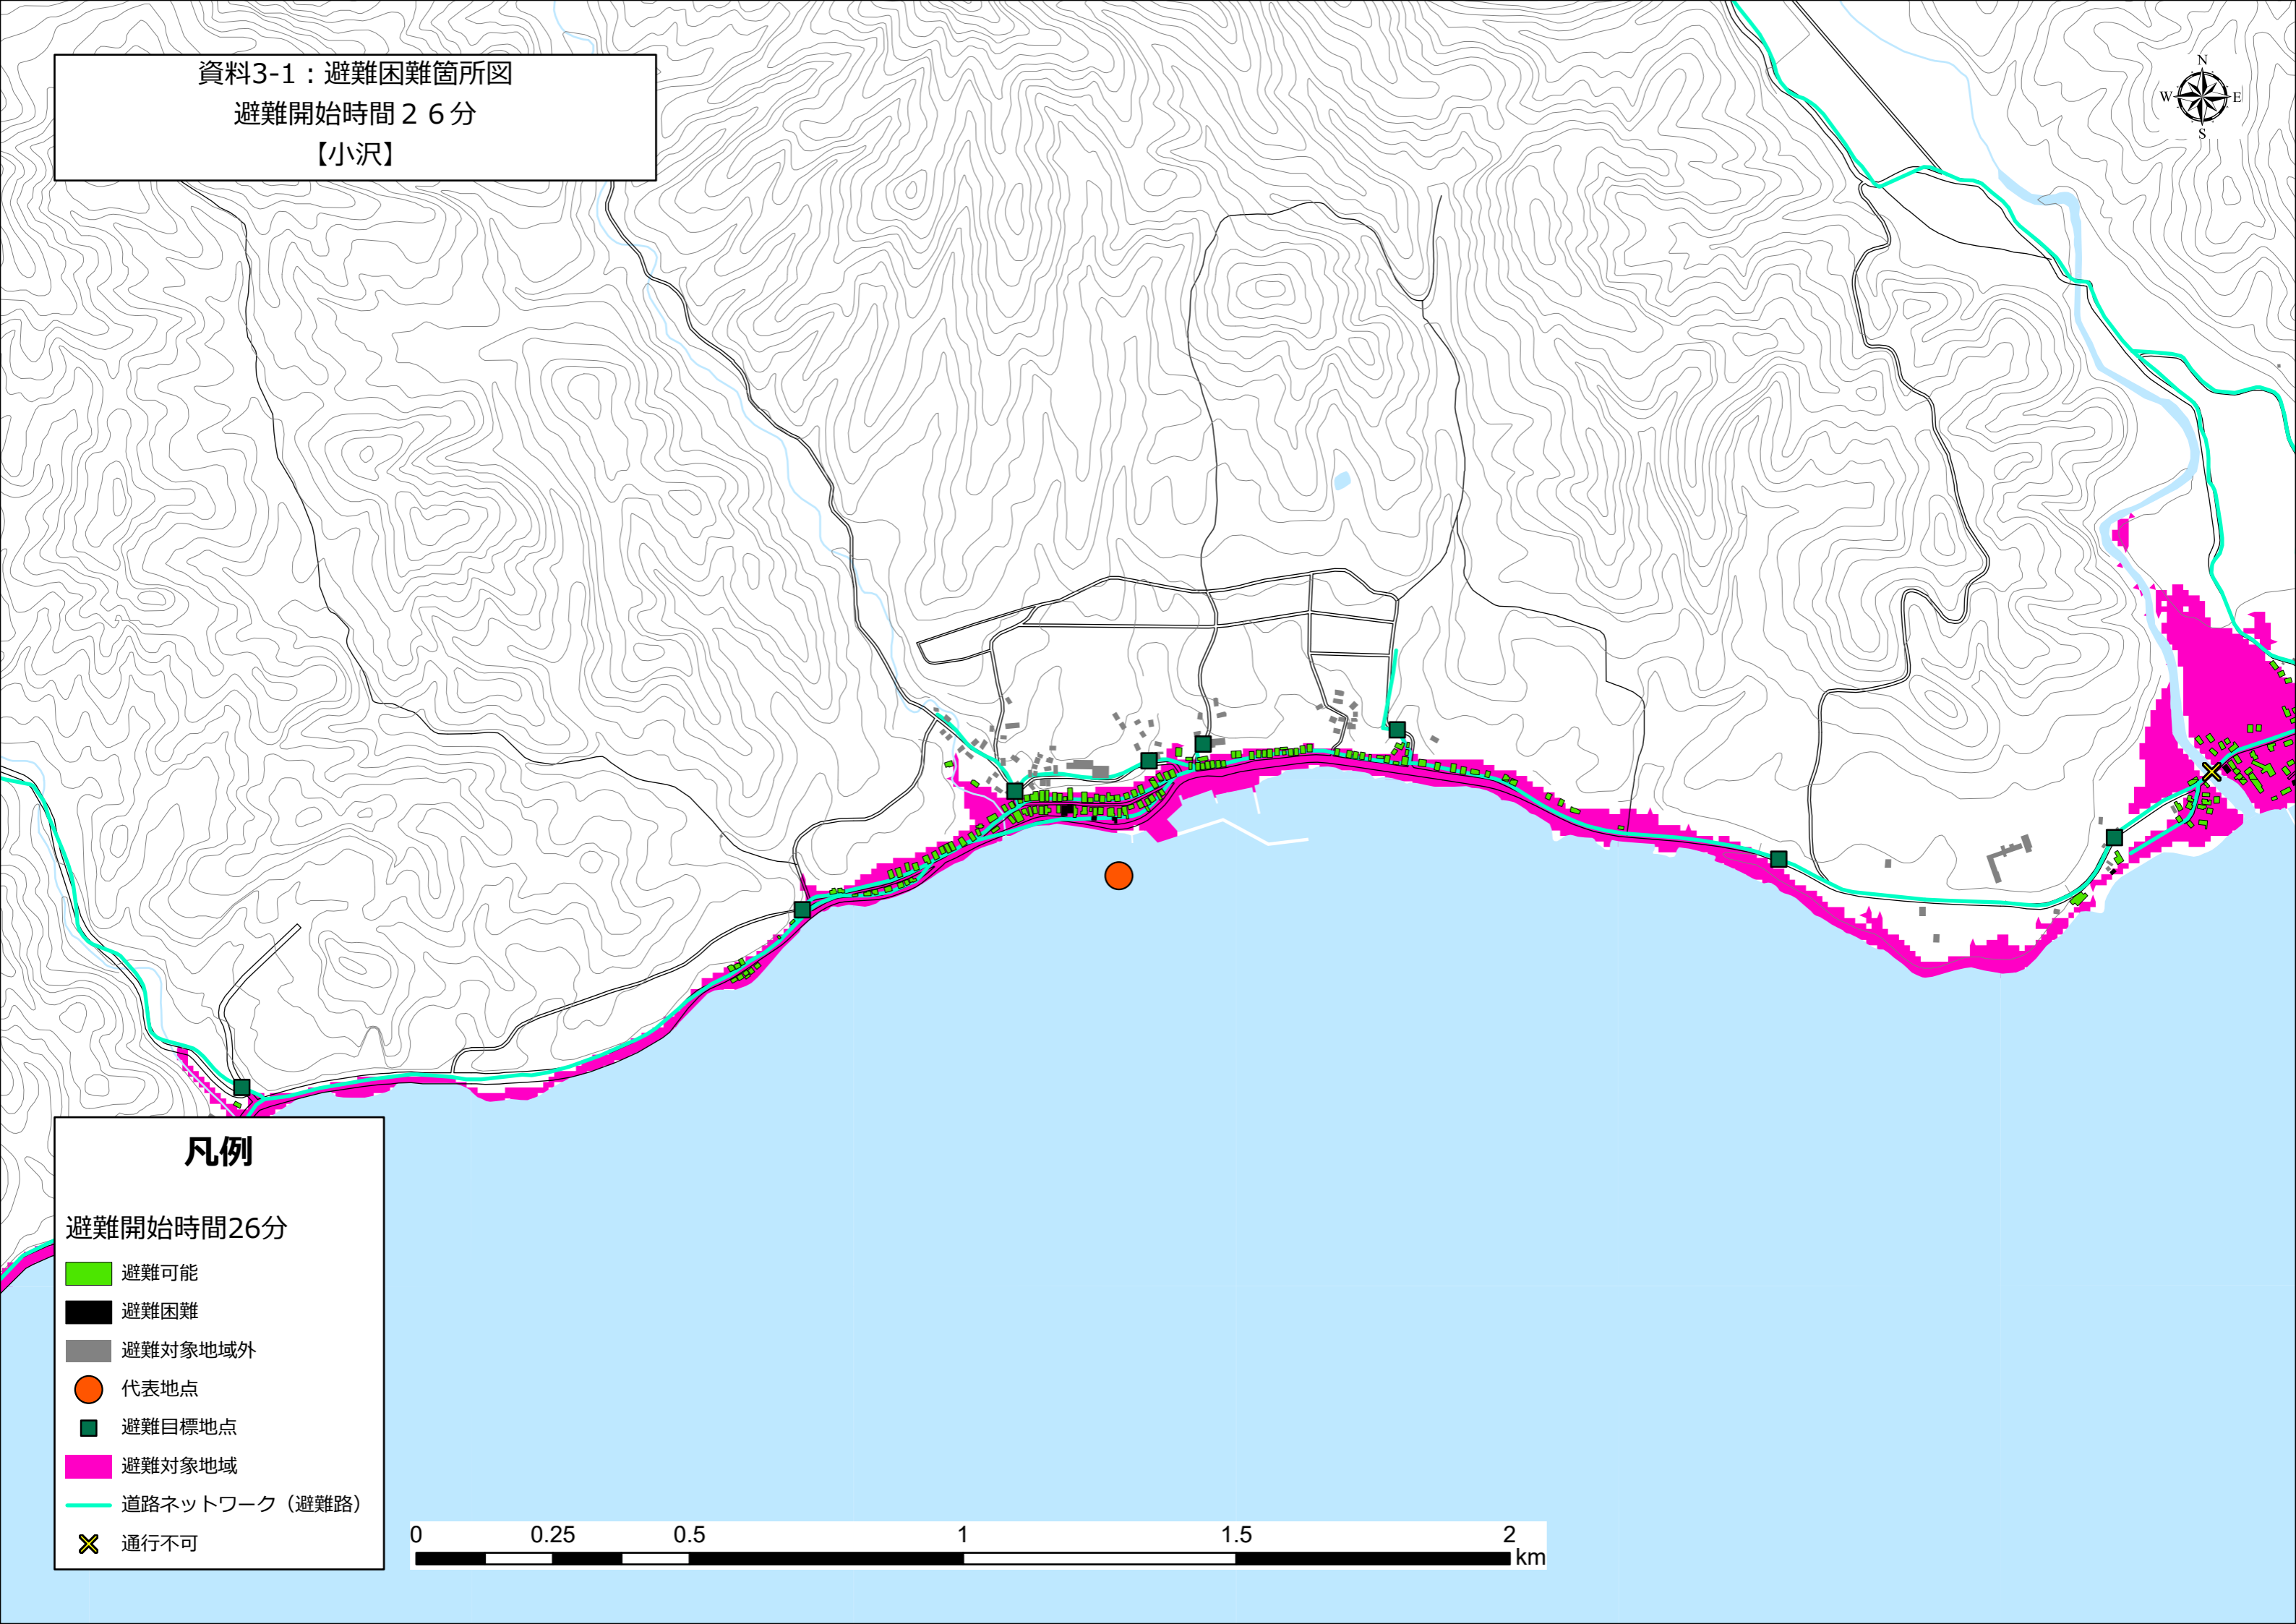 資料3-1：避難困難箇所図
避難開始時間２６分
【小沢】
N
W
E
S
凡例
避難開始時間26分
避難可能
避難困難
避難対象地域外
代表地点
避難目標地点
避難対象地域
道路ネットワーク（避難路）
通行不可
0 0.25 0.5 1 1.5 2
km